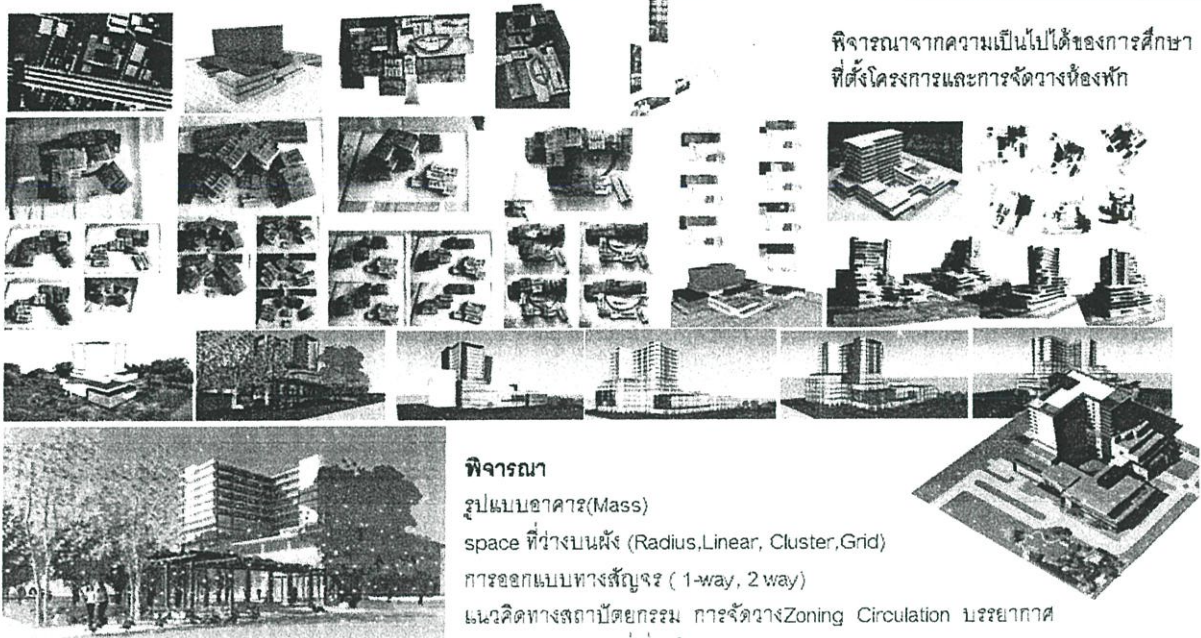 พิจารณาจากความเป็นไปได้ของการศึกษา
ที่ตั้งโครงการและการจัดวางห้องพัก
พิจารณา
รูปแบบอาคาร(Mass)
space ที่ว่างบนผัง (Radius,Linear, Cluster,Grid)
การออกแบบทางสัญจร ( 1-way, 2 way)
แนวคิดทางสถาปัตยกรรม การจัดวางZoning Circulation บรรยากาศ